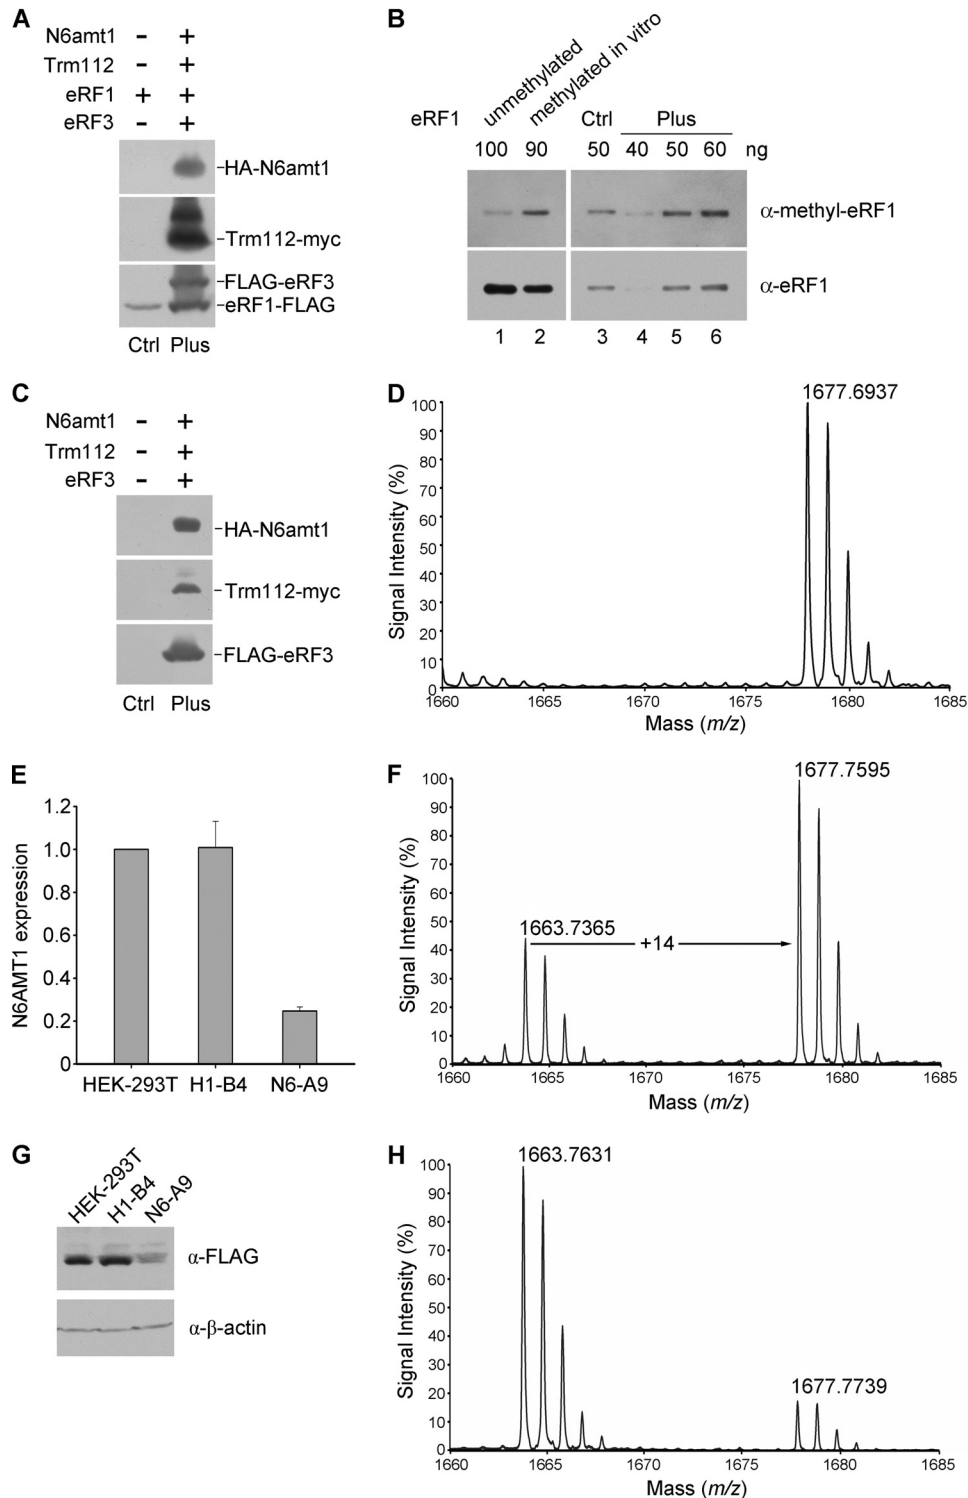 A
N6amt1 - +
Trm112 - +
eRF1 + +
eRF3 - +
-HA-N6amt1
-Trm112-myc
-FLAG-eRF3
-eRF1-FLAG
Ctrl Plus
B
eRF1 unmethylated methylated in vitro Ctrl Plus
100 90 50 40 50 60 ng
α-methyl-eRF1
α-eRF1
1 2 3 4 5 6
C
N6amt1 - +
Trm112 - +
eRF3 - +
-HA-N6amt1
-Trm112-myc
-FLAG-eRF3
Ctrl Plus
D
1677.6937
Signal Intensity (%)
100
90
80
70
60
50
40
30
20
10
0
1660 1665 1670 1675 1680 1685
Mass (m/z)
E
N6AMT1 expression
1.2
1.0
0.8
0.6
0.4
0.2
0
HEK-293T H1-B4 N6-A9
F
1677.7595
1663.7365
+14
Signal Intensity (%)
100
90
80
70
60
50
40
30
20
10
0
1660 1665 1670 1675 1680 1685
Mass (m/z)
G
HEK-293T H1-B4 N6-A9
α-FLAG
α-β-actin
H
1663.7631
1677.7739
Signal Intensity (%)
100
90
80
70
60
50
40
30
20
10
0
1660 1665 1670 1675 1680 1685
Mass (m/z)